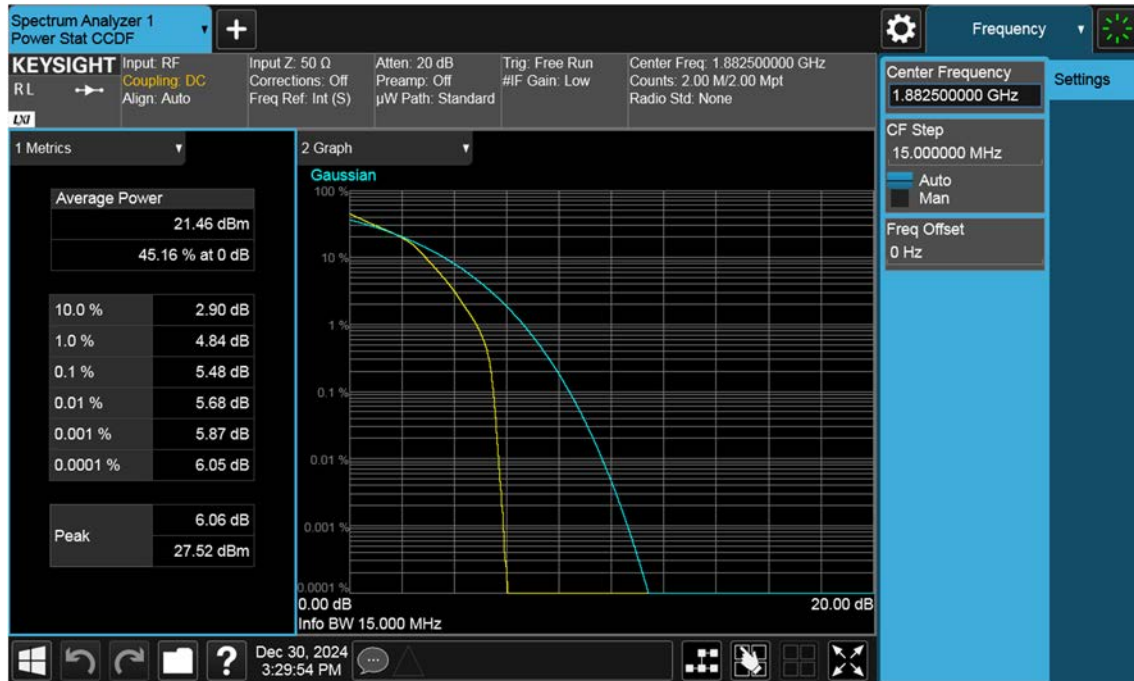 Spectrum Analyzer 1
Power Stat CCDF
Frequency
KEYSIGHT
R L
LXI
Input: RF
Coupling: DC
Align: Auto
Input Z: 50 Ω
Corrections: Off
Freq Ref: Int (S)
Atten: 20 dB
Preamp: Off
µW Path: Standard
Trig: Free Run
#IF Gain: Low
Center Freq: 1.882500000 GHz
Counts: 2.00 M/2.00 Mpt
Radio Std: None
Center Frequency
1.882500000 GHz
Settings
CF Step
15.000000 MHz
Auto
Man
Freq Offset
0 Hz
1 Metrics
Average Power
21.46 dBm
45.16 % at 0 dB
10.0 % 2.90 dB
1.0 % 4.84 dB
0.1 % 5.48 dB
0.01 % 5.68 dB
0.001 % 5.87 dB
0.0001 % 6.05 dB
Peak
6.06 dB
27.52 dBm
2 Graph
Gaussian
100 %
10 %
1 %
0.1 %
0.01 %
0.001 %
0.0001 %
0.00 dB 20.00 dB
Info BW 15.000 MHz
?
Dec 30, 2024
3:29:54 PM